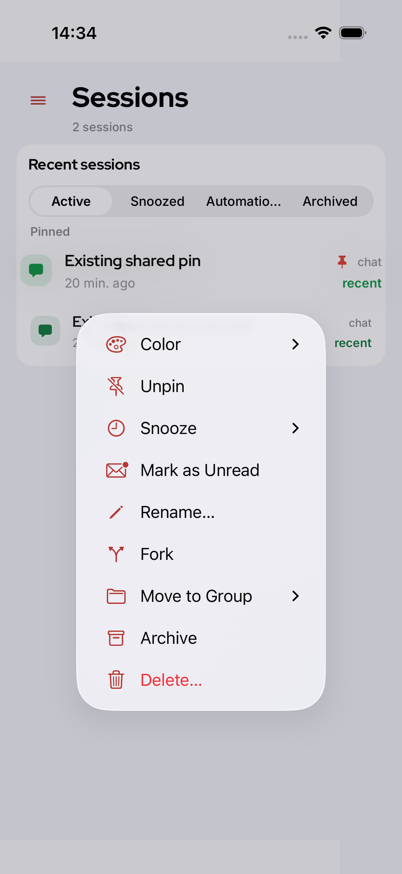 14:34
Sessions
2 sessions
Recent sessions
Active Snoozed Automatio... Archived
Pinned
Existing shared pin
chat
20 min. ago
recent
chat
recent
Color
Unpin
Snooze
Mark as Unread
Rename...
Fork
Move to Group
Archive
Delete...